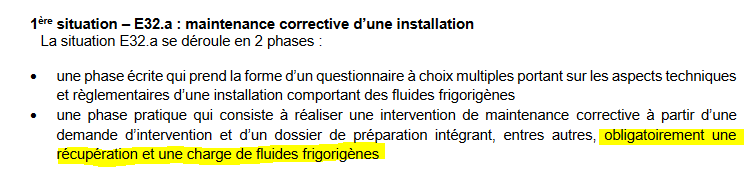 1ère situation – E32.a : maintenance corrective d'une installation
La situation E32.a se déroule en 2 phases :
• une phase écrite qui prend la forme d'un questionnaire à choix multiples portant sur les aspects techniques
et règlementaires d'une installation comportant des fluides frigorigènes
• une phase pratique qui consiste à réaliser une intervention de maintenance corrective à partir d'une
demande d'intervention et d'un dossier de préparation intégrant, entres autres, obligatoirement une
récupération et une charge de fluides frigorigènes